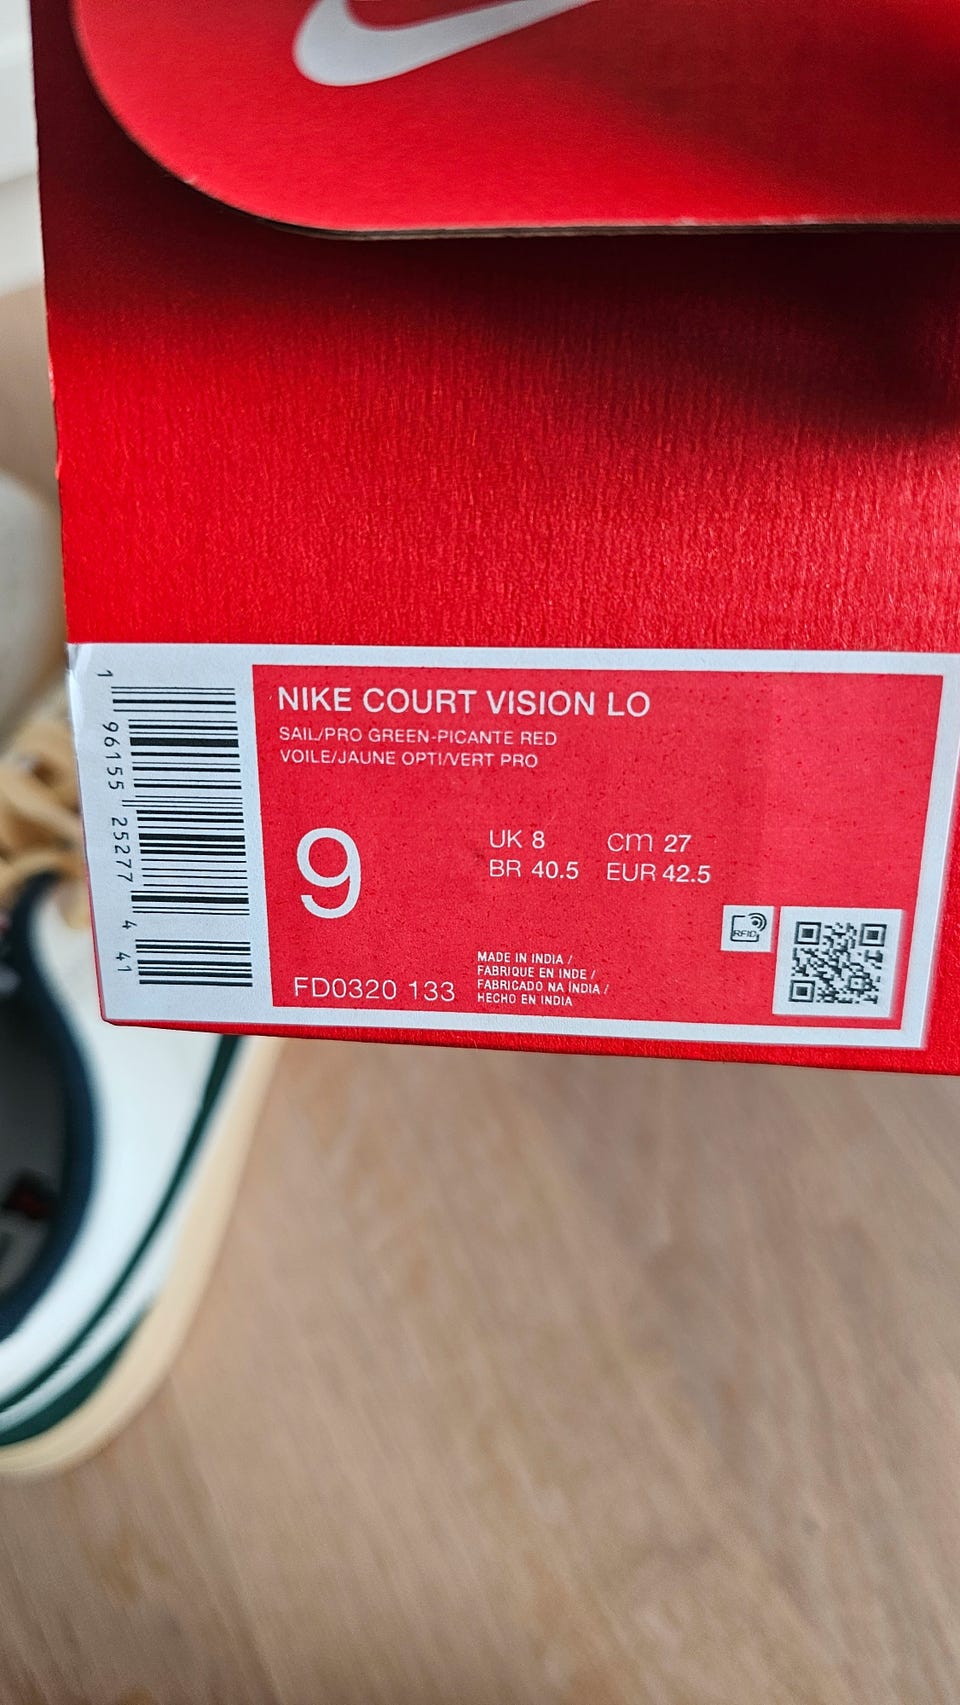 NIKE COURT VISION LO
SAIL/PRO GREEN-PICANTE RED
VOILE/JAUNE OPTI/VERT PRO
9
UK 8 cm 27
BR 40.5 EUR 42.5
FD0320 133
MADE IN INDIA /
FABRIQUE EN INDE /
FABRICADO NA INDIA /
HECHO EN INDIA
RFID
1 96155 25277 4 41